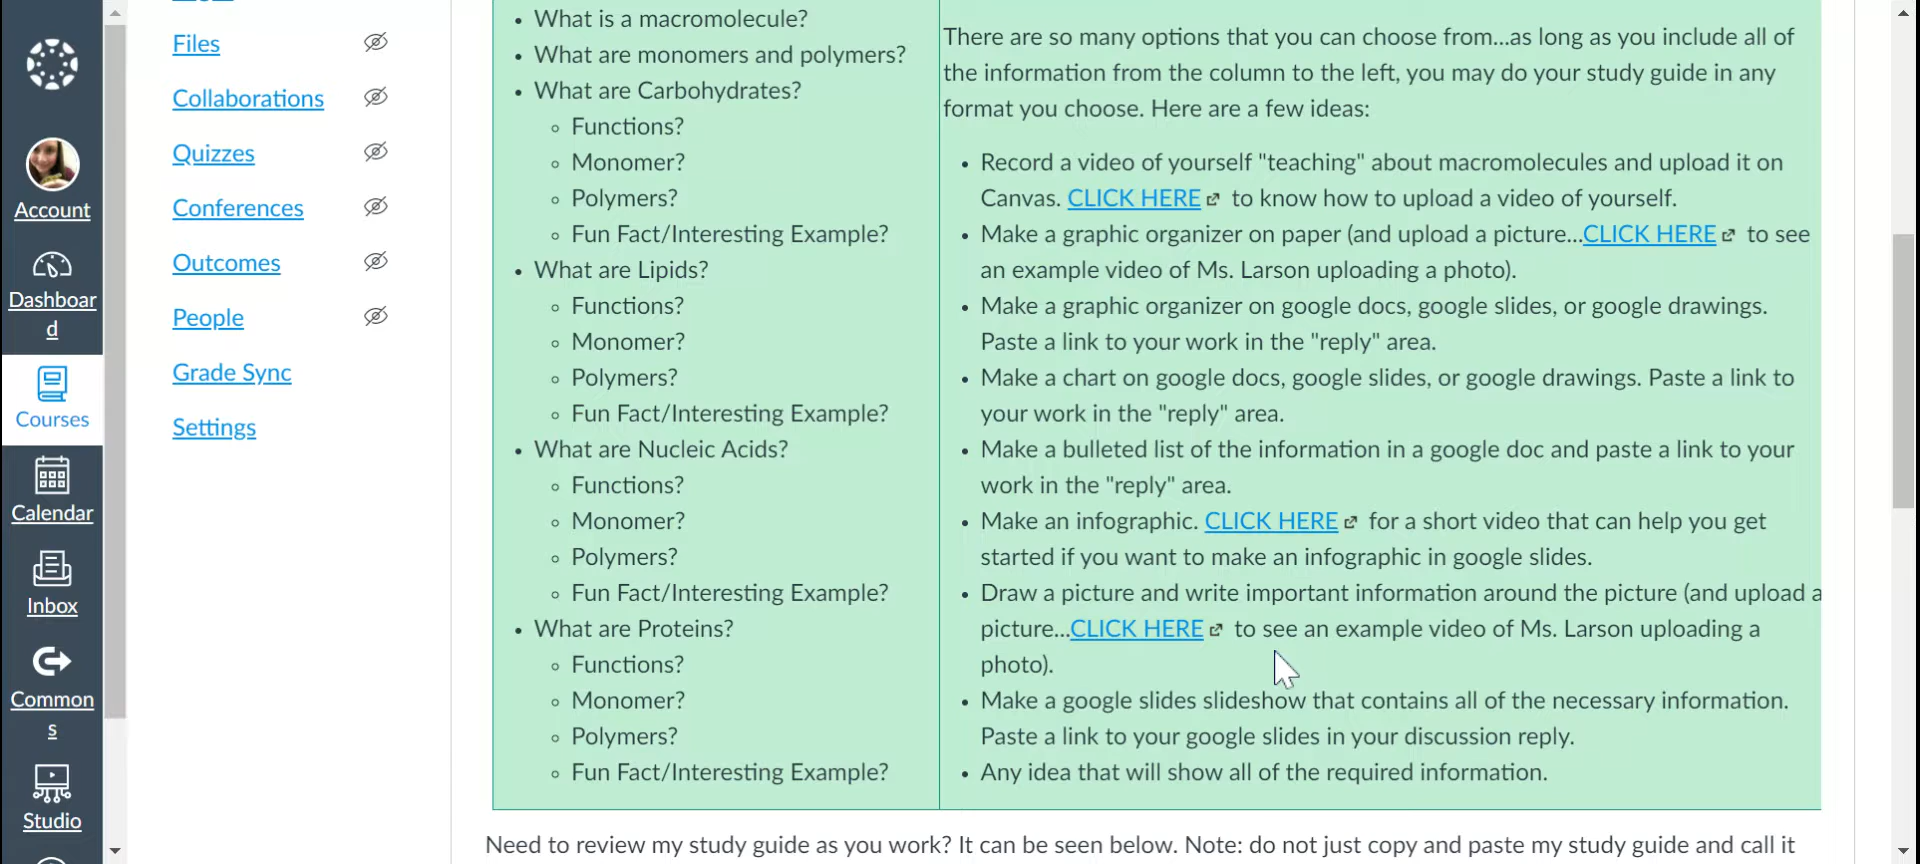 Account
Dashboar
d
Courses
Calendar
Inbox
Common
s
Studio
Files
Collaborations
Quizzes
Conferences
Outcomes
People
Grade Sync
Settings
What is a macromolecule?
What are monomers and polymers?
What are Carbohydrates?
Functions?
Monomer?
Polymers?
Fun Fact/Interesting Example?
What are Lipids?
Functions?
Monomer?
Polymers?
Fun Fact/Interesting Example?
What are Nucleic Acids?
Functions?
Monomer?
Polymers?
Fun Fact/Interesting Example?
What are Proteins?
Functions?
Monomer?
Polymers?
Fun Fact/Interesting Example?
There are so many options that you can choose from...as long as you include all of
the information from the column to the left, you may do your study guide in any
format you choose. Here are a few ideas:
Record a video of yourself "teaching" about macromolecules and upload it on
Canvas. CLICK HERE to know how to upload a video of yourself.
Make a graphic organizer on paper (and upload a picture...CLICK HERE to see
an example video of Ms. Larson uploading a photo).
Make a graphic organizer on google docs, google slides, or google drawings.
Paste a link to your work in the "reply" area.
Make a chart on google docs, google slides, or google drawings. Paste a link to
your work in the "reply" area.
Make a bulleted list of the information in a google doc and paste a link to your
work in the "reply" area.
Make an infographic. CLICK HERE for a short video that can help you get
started if you want to make an infographic in google slides.
Draw a picture and write important information around the picture (and upload a
picture...CLICK HERE to see an example video of Ms. Larson uploading a
photo).
Make a google slides slideshow that contains all of the necessary information.
Paste a link to your google slides in your discussion reply.
Any idea that will show all of the required information.
Need to review my study guide as you work? It can be seen below. Note: do not just copy and paste my study guide and call it